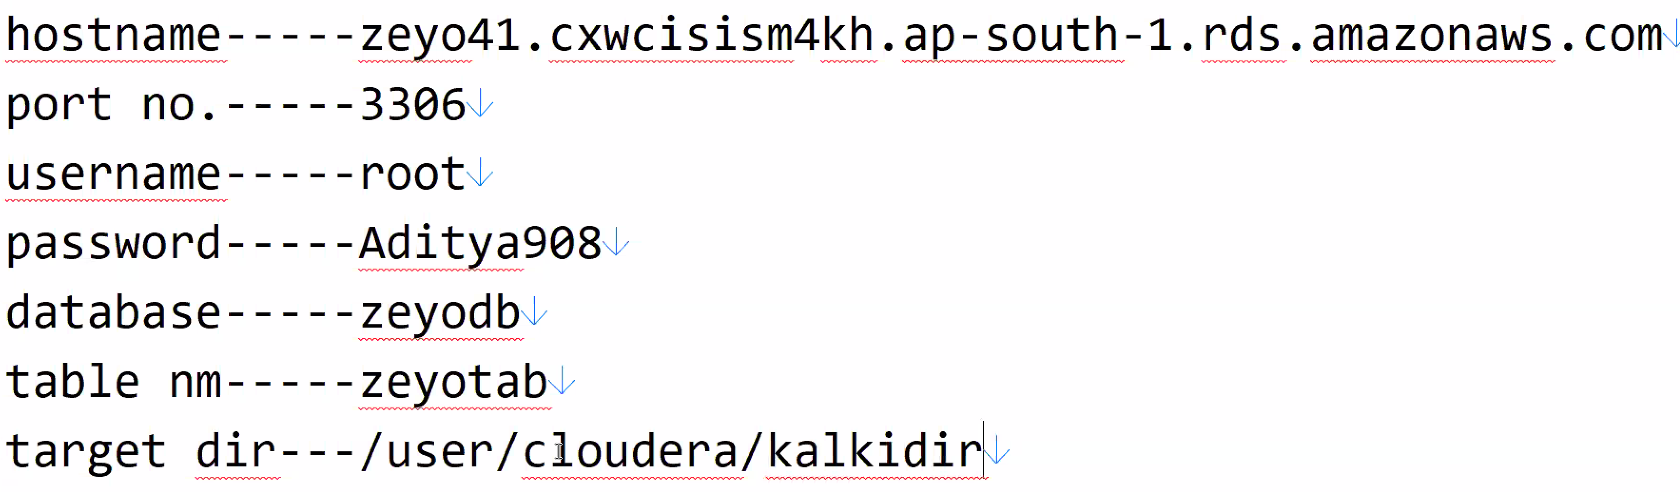 hostname-----zeyo41.cxwcisism4kh.ap-south-1.rds.amazonaws.com↓
port no.-----3306↓
username-----root↓
password-----Aditya908↓
database-----zeyodb↓
table nm-----zeyotab↓
target dir---/user/cloudera/kalkidir↓